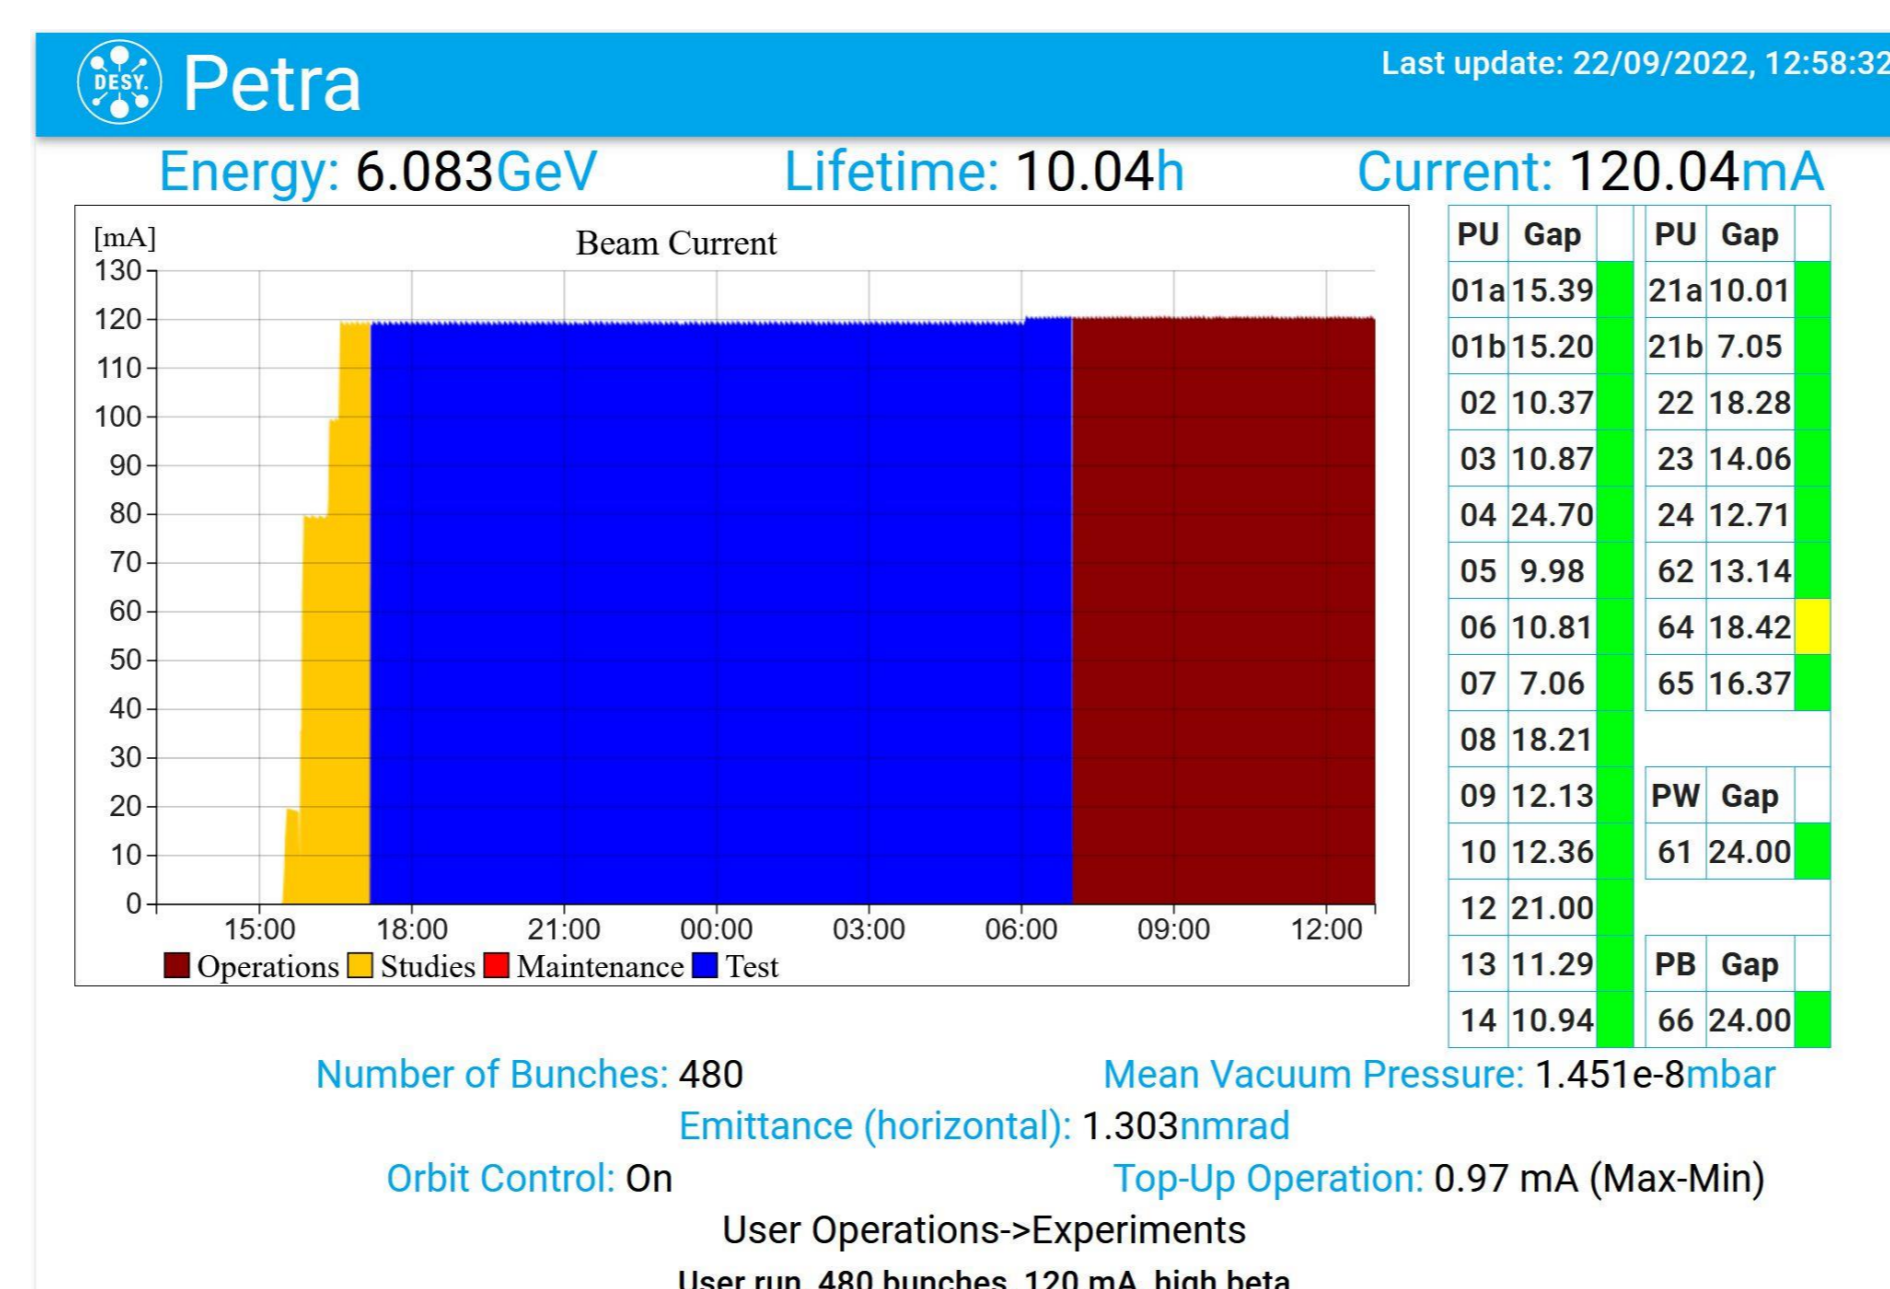 DESY.
Petra
Last update: 22/09/2022, 12:58:32
Energy: 6.083GeV
Lifetime: 10.04h
Current: 120.04mA
[mA]
Beam Current
130
120
110
100
90
80
70
60
50
40
30
20
10
0
15:00 18:00 21:00 00:00 03:00 06:00 09:00 12:00
Operations Studies Maintenance Test
PU Gap
01a 15.39
01b 15.20
02 10.37
03 10.87
04 24.70
05 9.98
06 10.81
07 7.06
08 18.21
09 12.13
10 12.36
12 21.00
13 11.29
14 10.94
PU Gap
21a 10.01
21b 7.05
22 18.28
23 14.06
24 12.71
62 13.14
64 18.42
65 16.37
PW Gap
61 24.00
PB Gap
66 24.00
Number of Bunches: 480
Mean Vacuum Pressure: 1.451e-8mbar
Emittance (horizontal): 1.303nmrad
Orbit Control: On
Top-Up Operation: 0.97 mA (Max-Min)
User Operations->Experiments
User run, 480 bunches, 120 mA, high beta